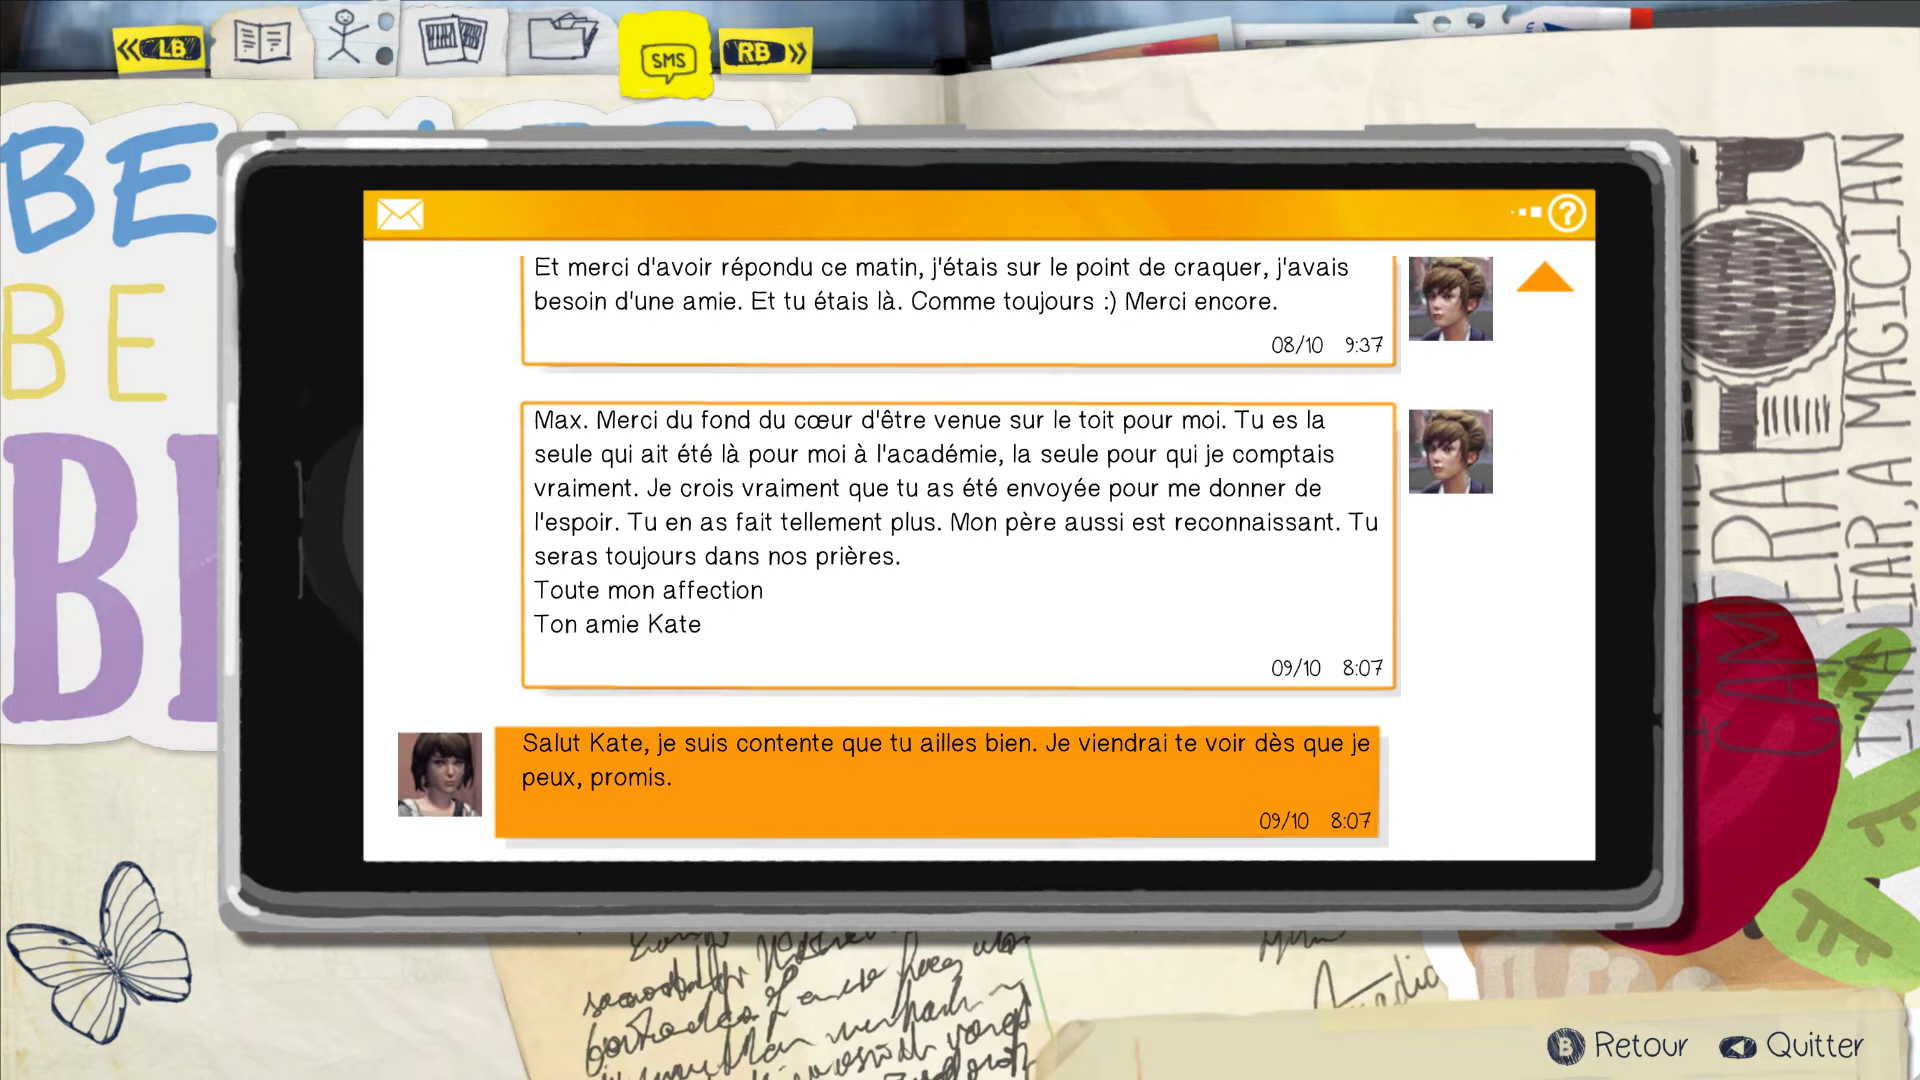 LB
SMS
RB
BE
BE
Et merci d'avoir répondu ce matin, j'étais sur le point de craquer, j'avais
besoin d'une amie. Et tu étais là. Comme toujours :) Merci encore.
08/10 9:37
Max. Merci du fond du cœur d'être venue sur le toit pour moi. Tu es la
seule qui ait été là pour moi à l'académie, la seule pour qui je comptais
vraiment. Je crois vraiment que tu as été envoyée pour me donner de
l'espoir. Tu en as fait tellement plus. Mon père aussi est reconnaissant. Tu
seras toujours dans nos prières.
Toute mon affection
Ton amie Kate
09/10 8:07
Salut Kate, je suis contente que tu ailles bien. Je viendrai te voir dès que je
peux, promis.
09/10 8:07
CAMERA
LIAR, A MAGICIAN
B Retour
Quitter